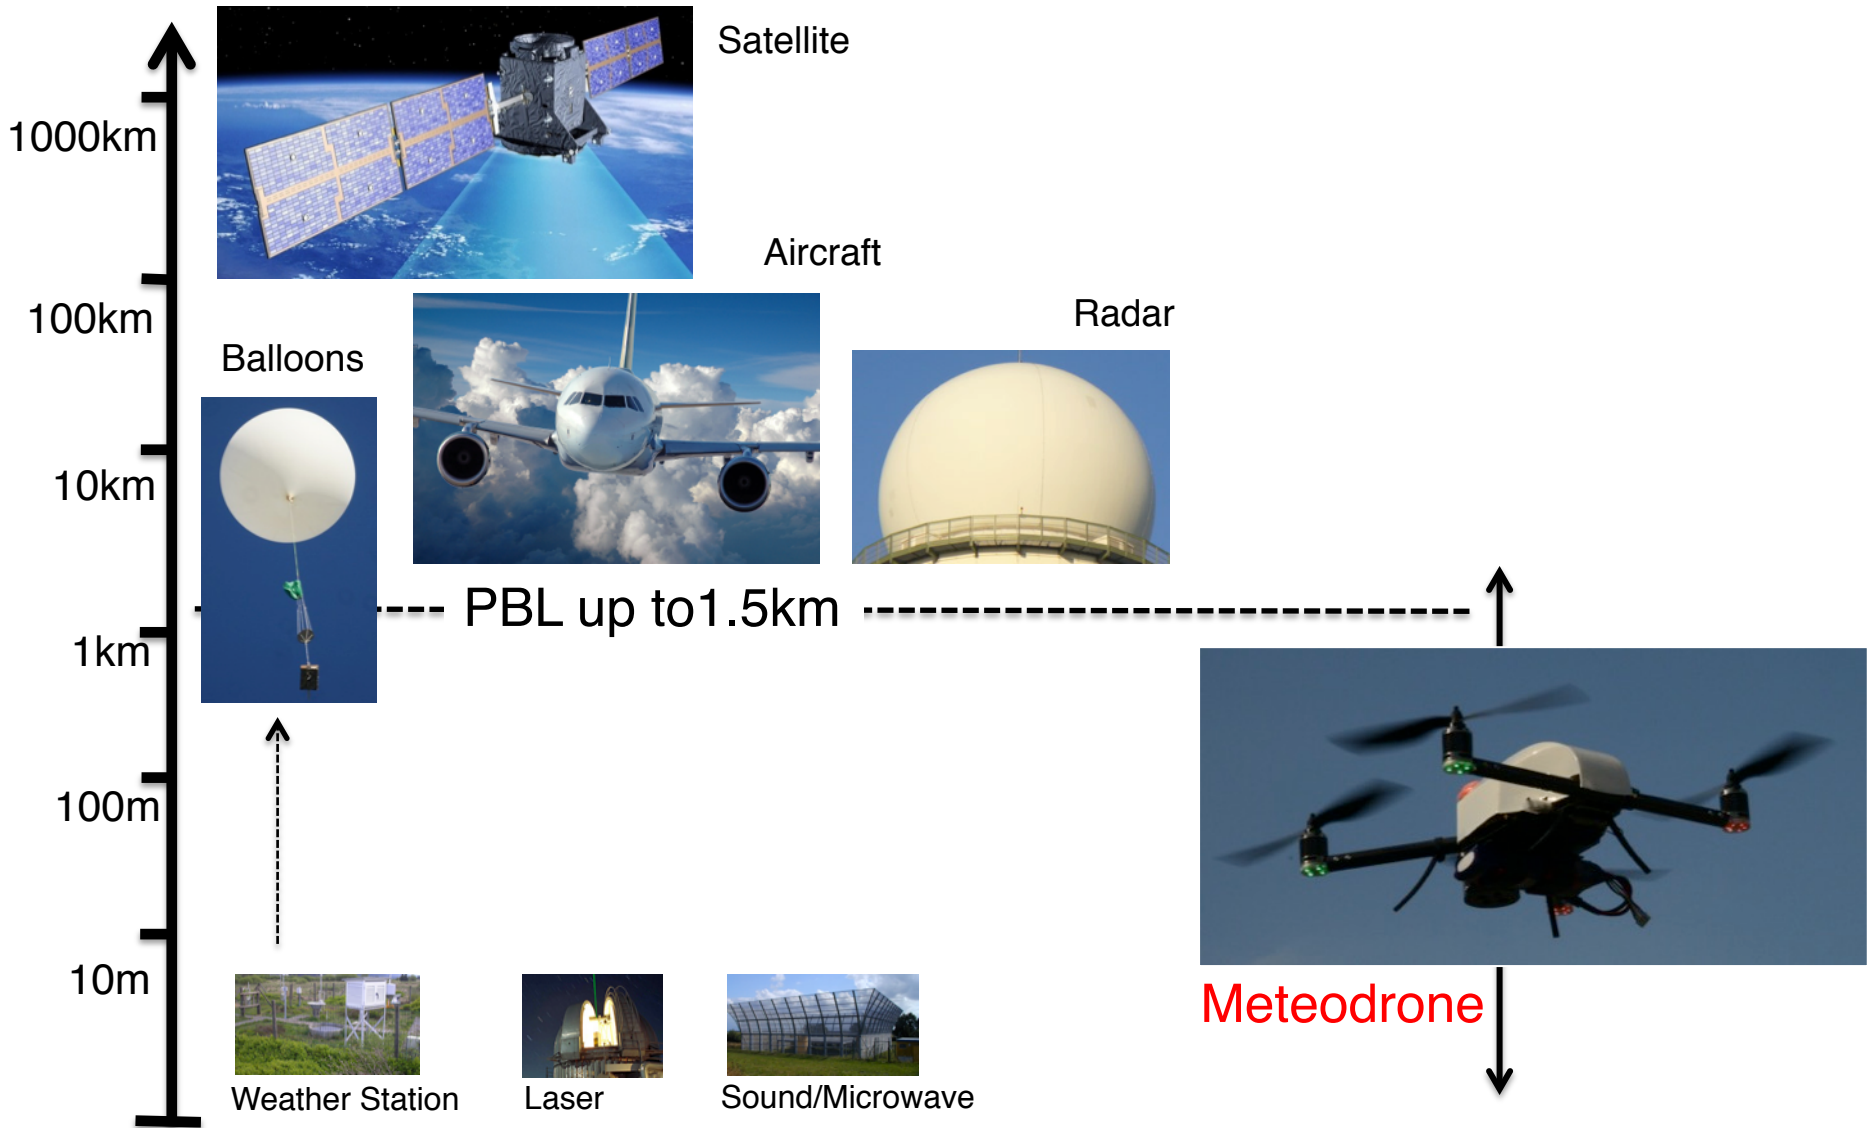 Satellite
1000km
Aircraft
100km
Radar
Balloons
10km
PBL up to1.5km
1km
100m
10m
Meteodrone
Weather Station
Laser
Sound/Microwave